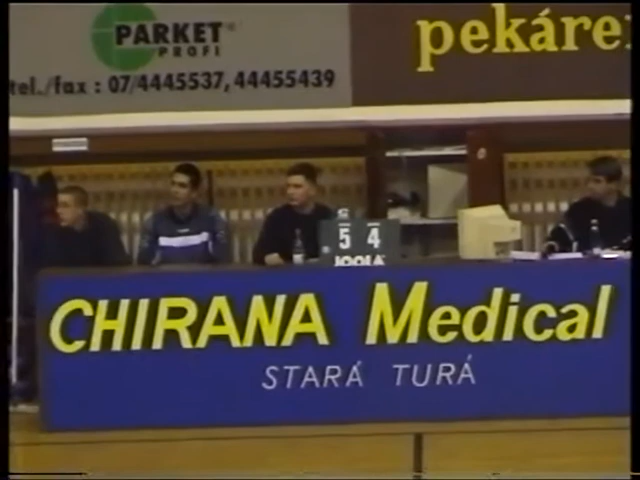 PARKET
PROFI
pekáre
tel./fax : 07/4445537, 44455439
5 4
JOOLA
CHIRANA Medical
STARÁ TURÁ